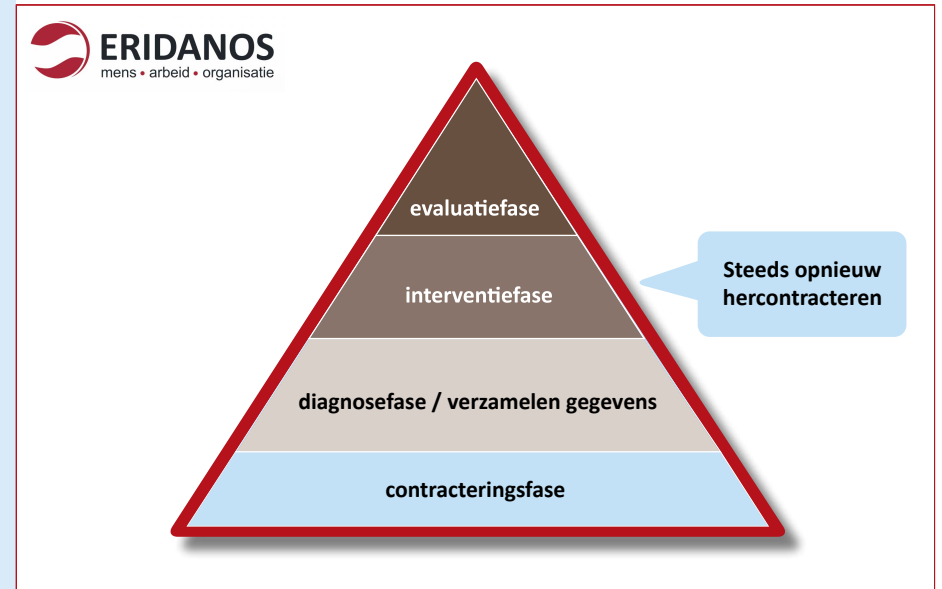 ERIDANOS
mens • arbeid • organisatie
evaluatiefase
interventiefase
Steeds opnieuw
hercontracteren
diagnosefase / verzamelen gegevens
contracteringsfase